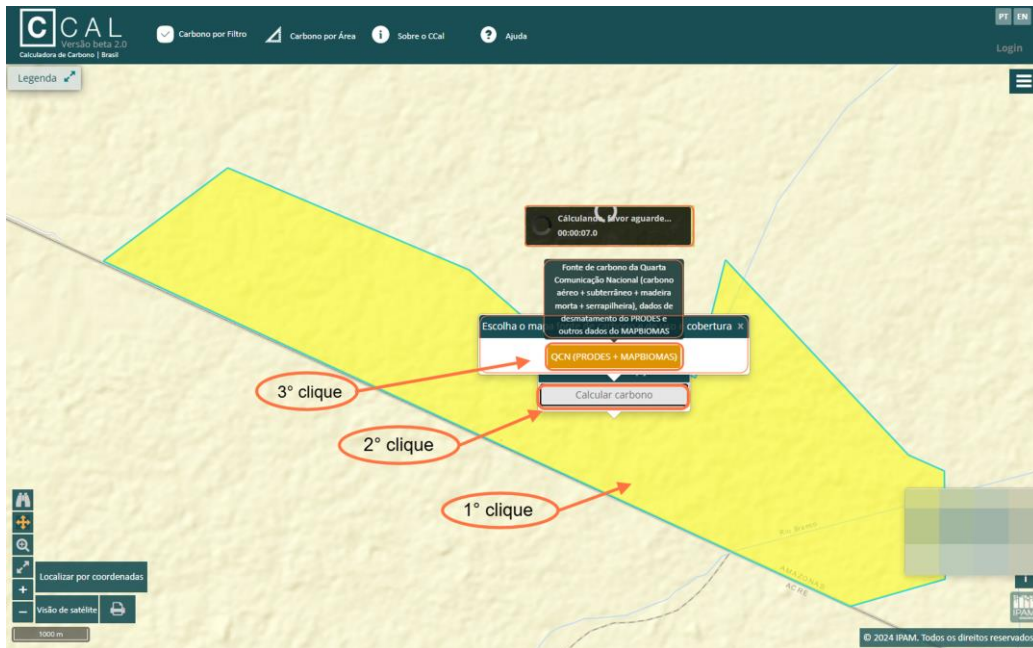 CCAL
Versão beta 2.0
Calculadora de Carbono | Brasil
Carbono por Filtro
Carbono por Área
Sobre o CCal
Ajuda
PT EN
Login
Legenda
Cálculando, favor aguarde...
00:00:07.0
Fonte de carbono da Quarta
Comunicação Nacional (carbono
aéreo + subterrâneo + madeira
morta + serrapilheira), dados de
desmatamento do PRODES e
outros dados do MAPBIOMAS
Escolha o cobertura ×
QCN (PRODES + MAPBIOMAS)
Calcular carbono
3° clique
2° clique
1° clique
AMAZONAS
ACRE
Localizar por coordenadas
Visão de satélite
1000 m
IPAM
© 2024 IPAM. Todos os direitos reservados